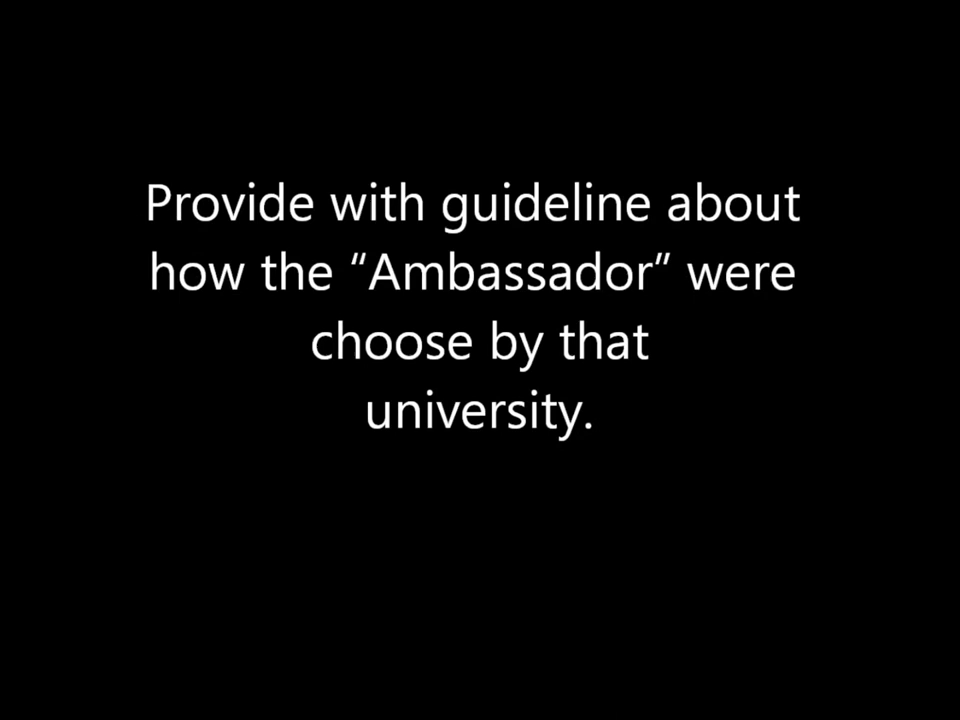 Provide with guideline about
how the “Ambassador” were
choose by that
university.